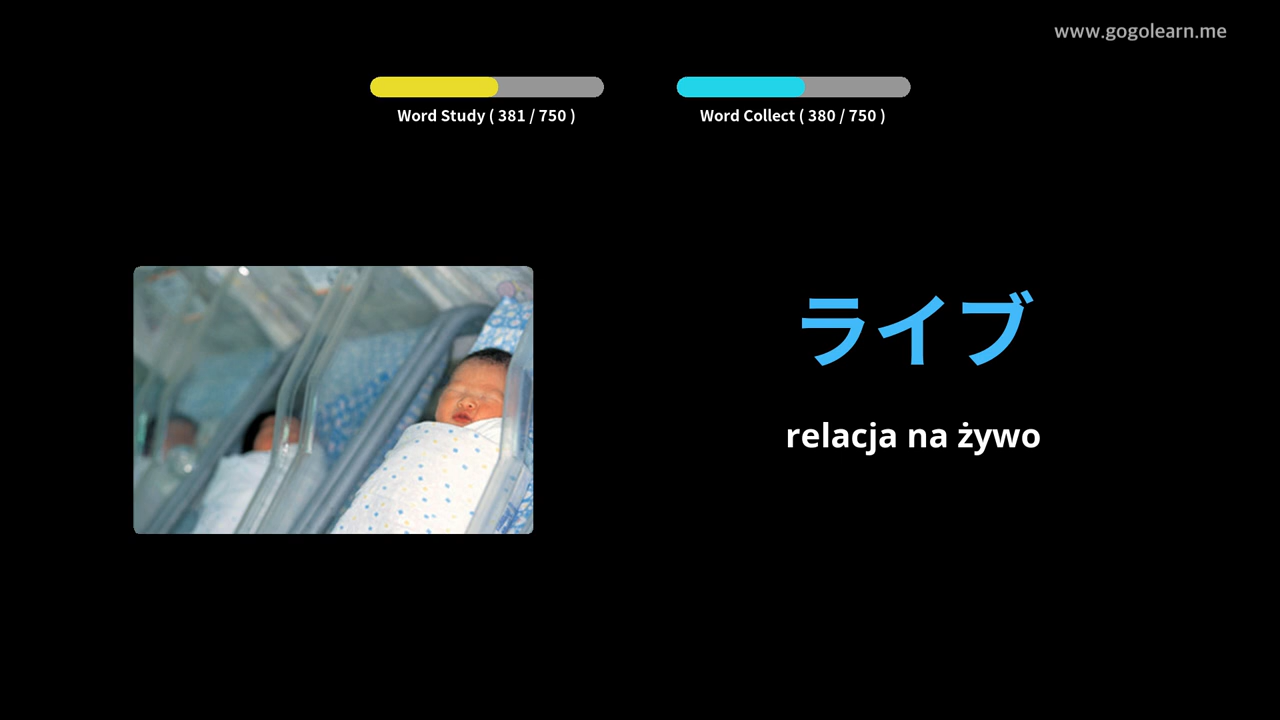 www.gogolearn.me
Word Study ( 381 / 750 )
Word Collect ( 380 / 750 )
ライブ
relacja na żywo